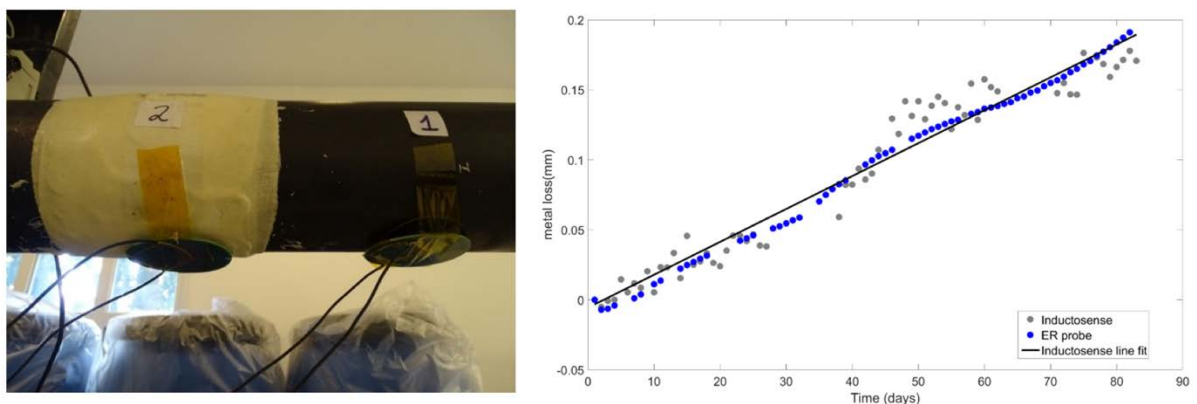 2
1
0.2
0.15
0.1
0.05
0
-0.05
metal loss(mm)
0 10 20 30 40 50 60 70 80 90
Time (days)
Inductosense
ER probe
Inductosense line fit